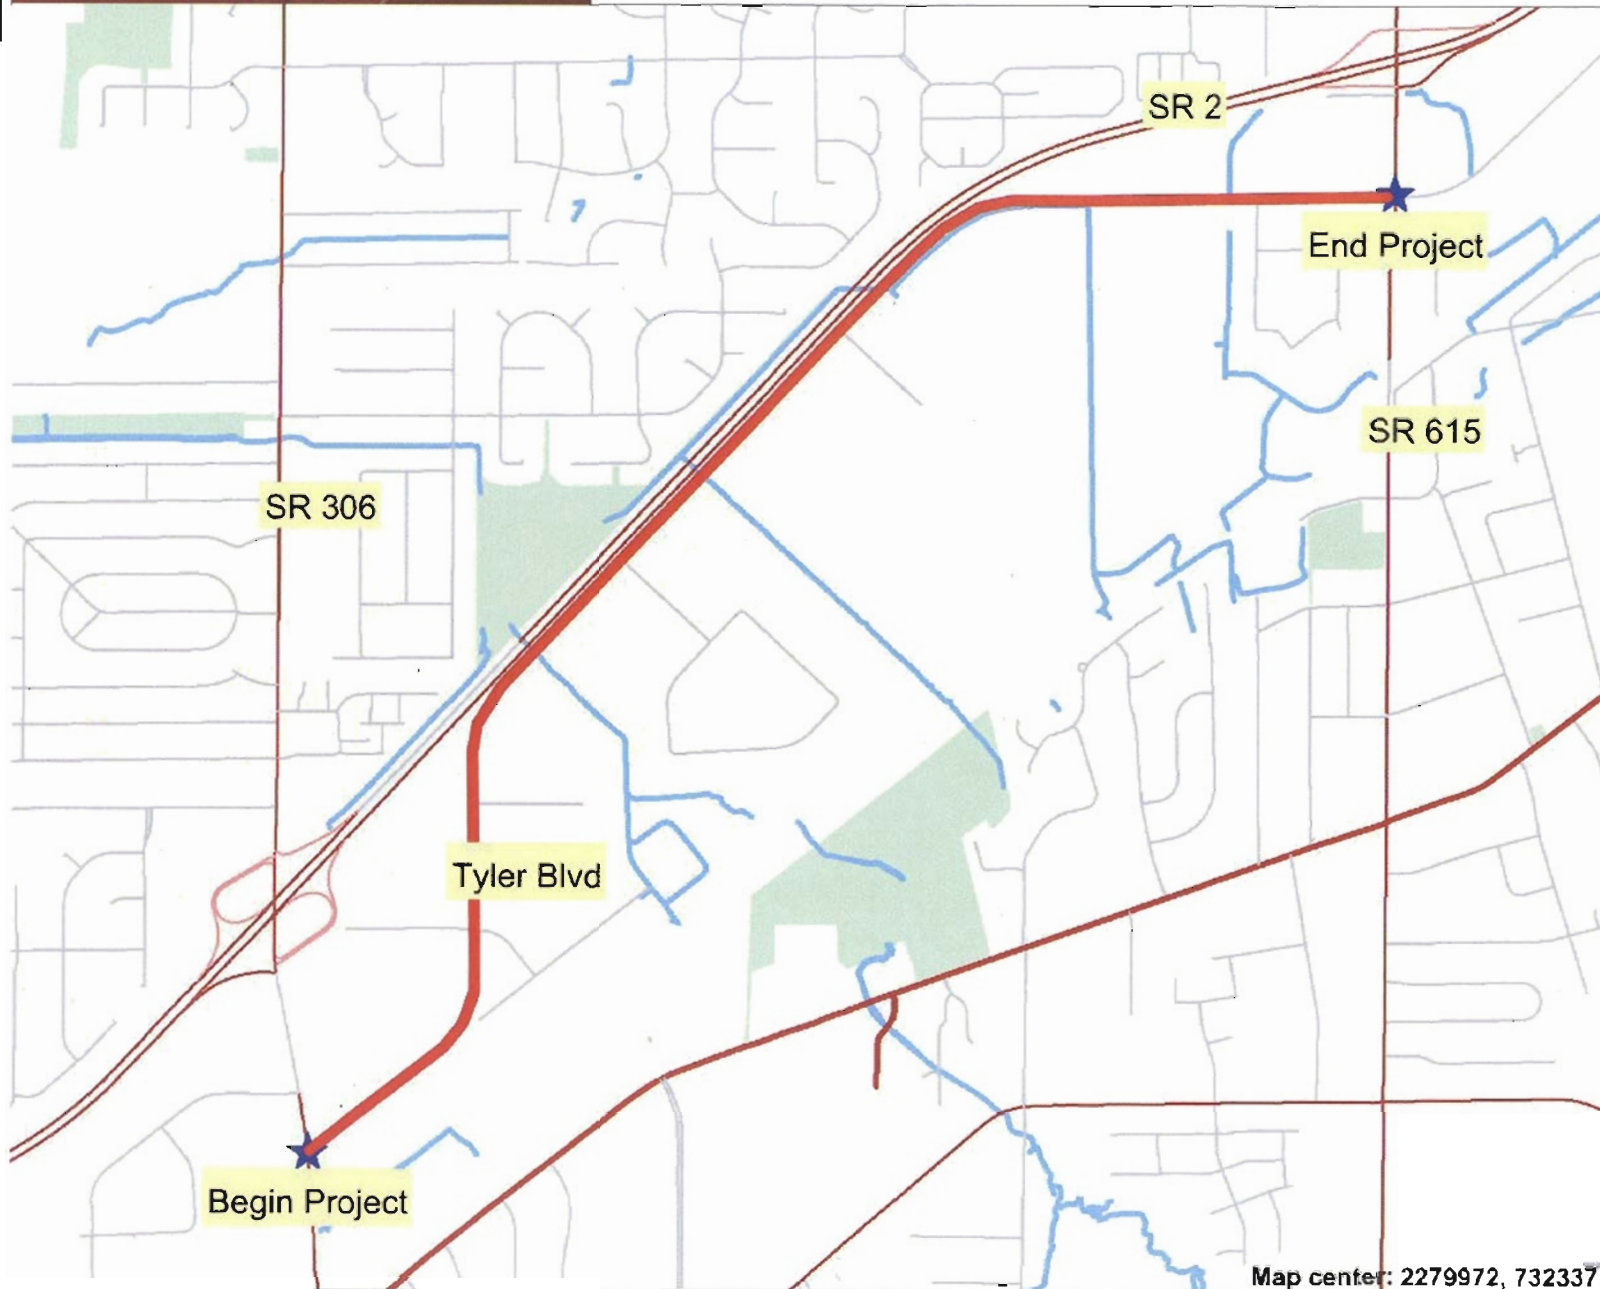 SR 2
End Project
SR 615
SR 306
Tyler Blvd
Begin Project
Map center: 2279972, 732337